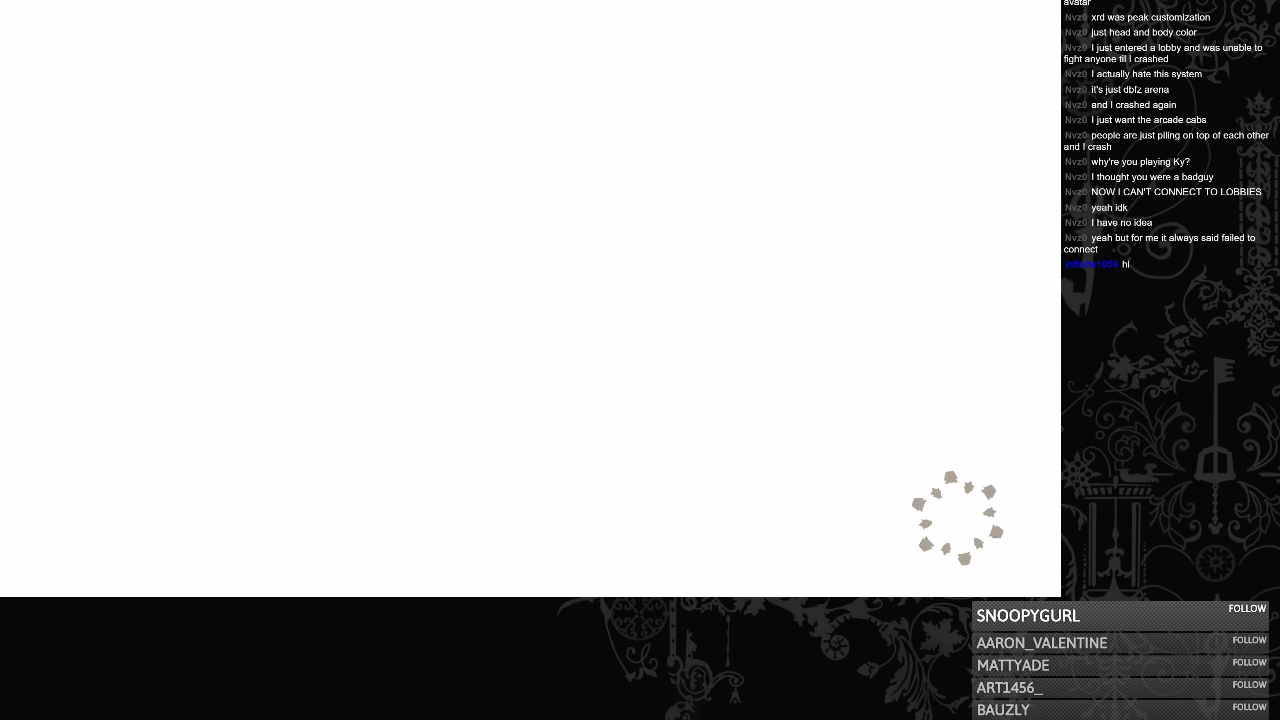 avatar
Nvz0 xrd was peak customization
Nvz0 just head and body color
Nvz0 I just entered a lobby and was unable to
fight anyone til I crashed
Nvz0 I actually hate this system
Nvz0 it's just dbfz arena
Nvz0 and I crashed again
Nvz0 I just want the arcade cabs
Nvz0 people are just piling on top of each other
and I crash
Nvz0 why're you playing Ky?
Nvz0 I thought you were a badguy
Nvz0 NOW I CAN'T CONNECT TO LOBBIES
Nvz0 yeah idk
Nvz0 I have no idea
Nvz0 yeah but for me it always said failed to
connect
hi
SNOOPYGURL FOLLOW
AARON_VALENTINE FOLLOW
MATTYADE FOLLOW
ART1456_ FOLLOW
BAUZLY FOLLOW